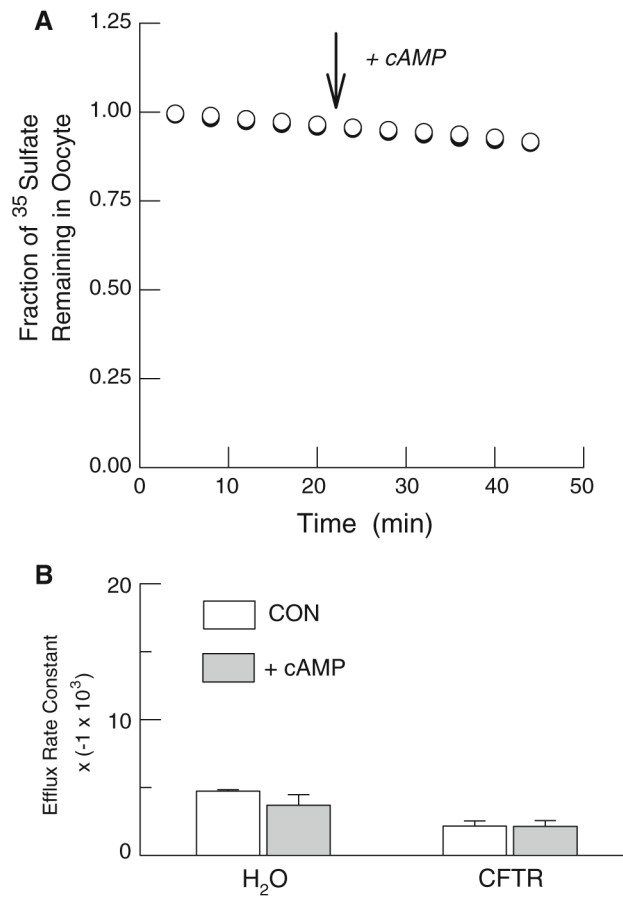 A
1.25
+ cAMP
1.00
0.75
0.50
0.25
0.00
Fraction of ³⁵ Sulfate
Remaining in Oocyte
0 10 20 30 40 50
Time (min)
B
20
10
0
Efflux Rate Constant
x (-1 x 10³)
CON
+ cAMP
H₂O CFTR